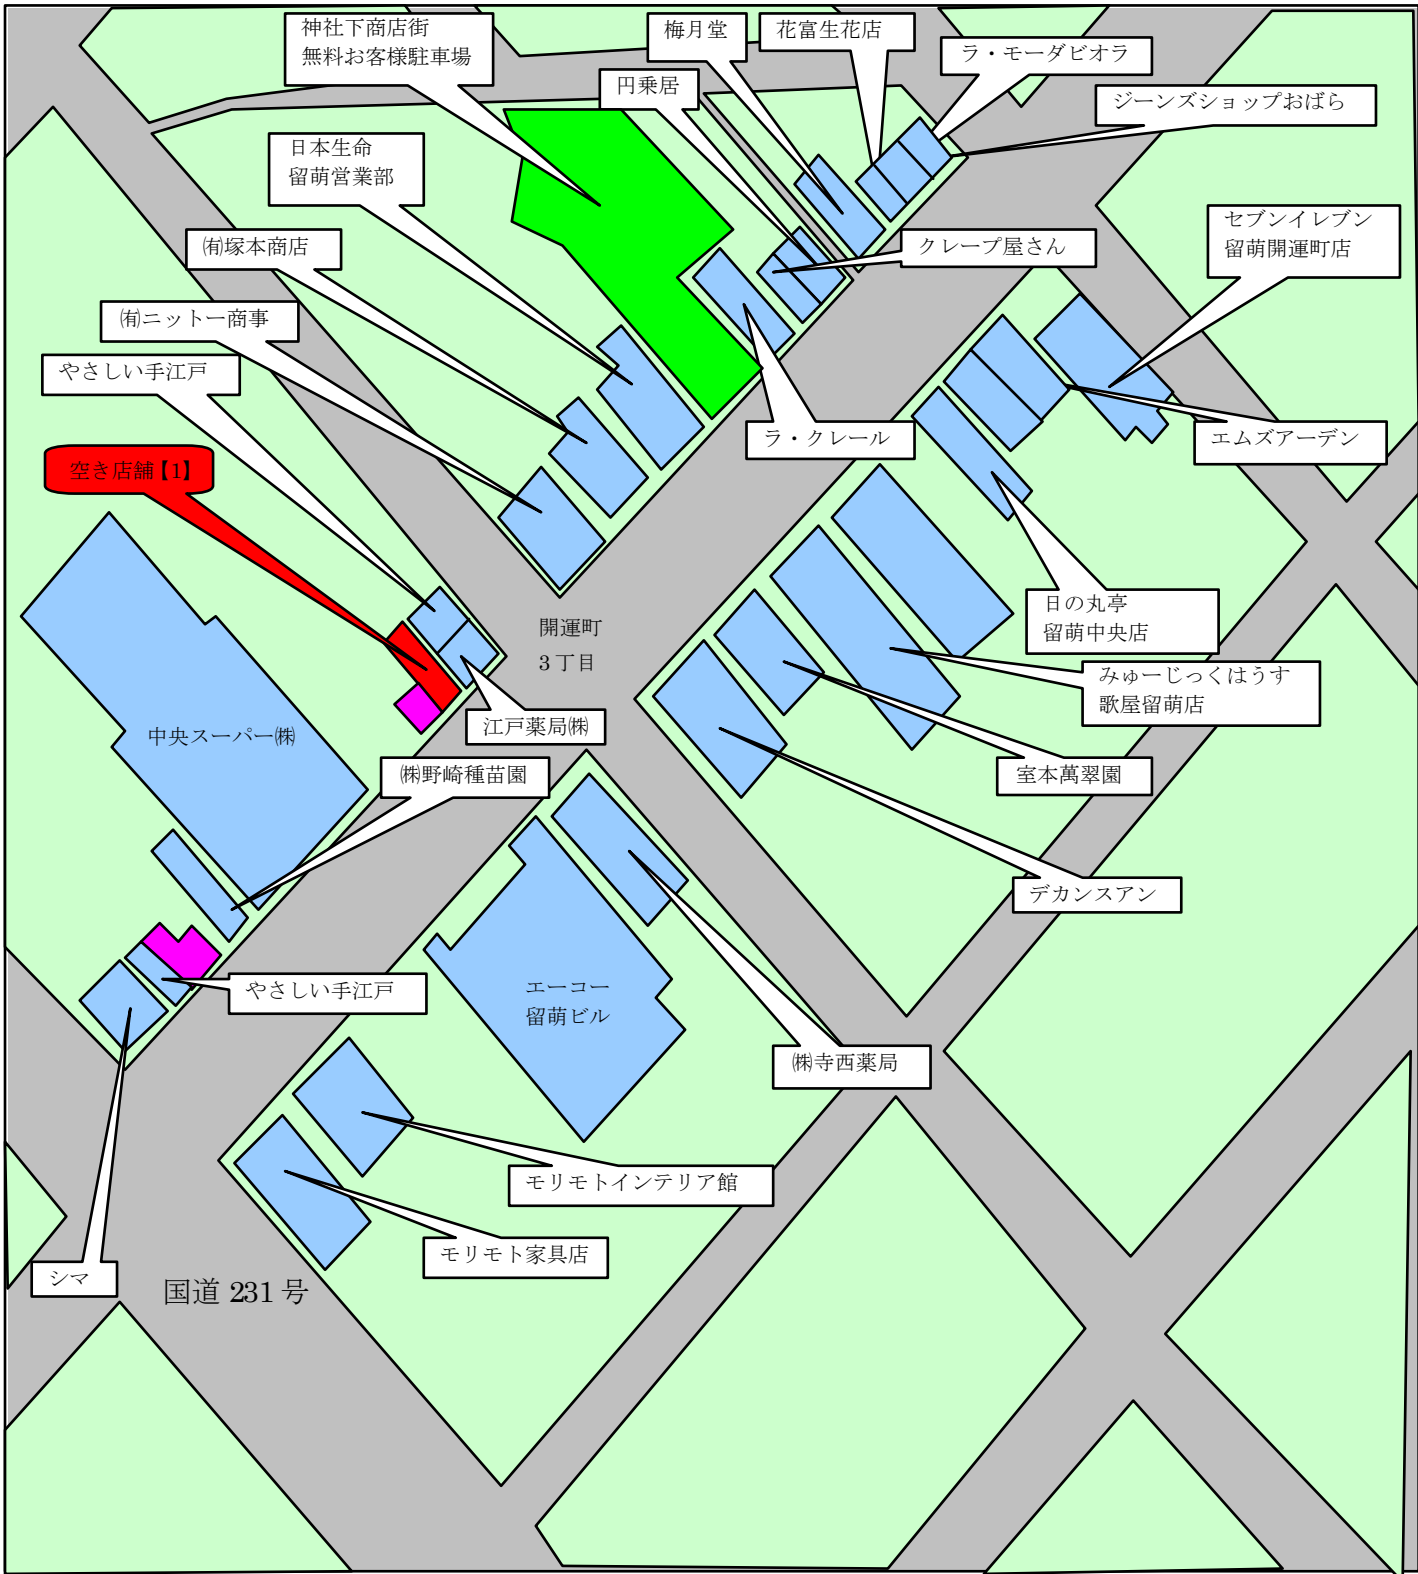 神社下商店街
無料お客様駐車場
梅月堂
花富生花店
ラ・モーダビオラ
円乗居
ジーンズショップおばら
日本生命
留萌営業部
㈲塚本商店
クレープ屋さん
セブンイレブン
留萌開運町店
㈲ニットー商事
やさしい手江戸
ラ・クレール
エムズアーデン
空き店舗【1】
日の丸亭
留萌中央店
開運町
3丁目
みゅーじっくはうす
歌屋留萌店
江戸薬局㈱
中央スーパー㈱
㈱野崎種苗園
室本萬翠園
デカンスアン
やさしい手江戸
エーコー
留萌ビル
㈱寺西薬局
モリモトインテリア館
モリモト家具店
シマ
国道 231 号